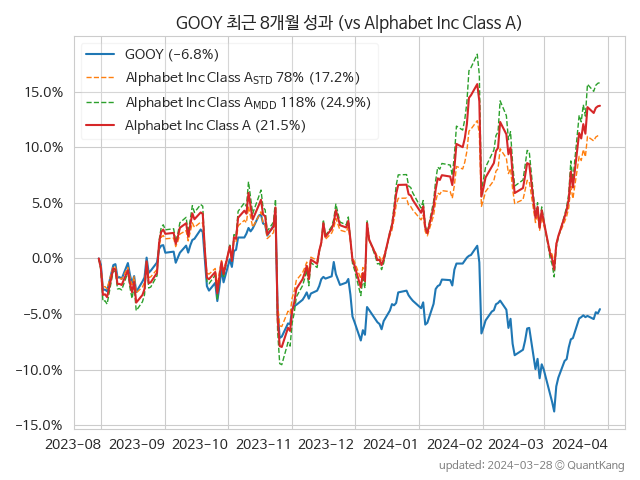 GOOY 최근 8개월 성과 (vs Alphabet Inc Class A)
GOOY (-6.8%)
Alphabet Inc Class A_STD 78% (17.2%)
Alphabet Inc Class A_MDD 118% (24.9%)
Alphabet Inc Class A (21.5%)
15.0%
10.0%
5.0%
0.0%
-5.0%
-10.0%
-15.0%
2023-08 2023-09 2023-10 2023-11 2023-12 2024-01 2024-02 2024-03 2024-04
updated: 2024-03-28 © QuantKang